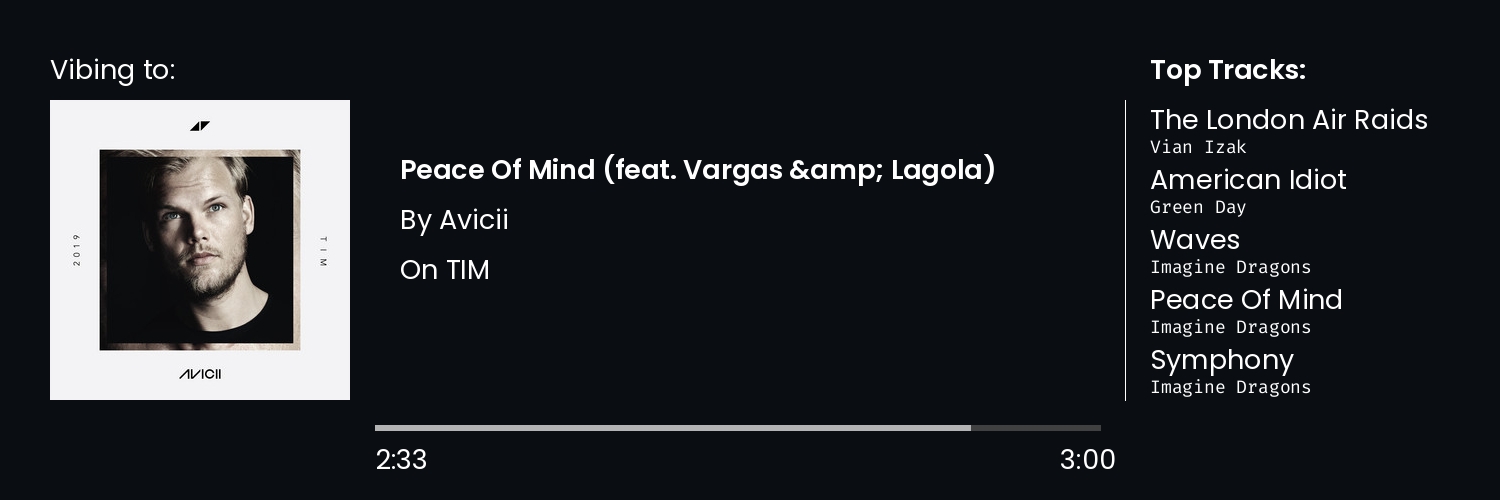 Vibing to:
2019
TIM
AVICII
Peace Of Mind (feat. Vargas &amp; Lagola)
By Avicii
On TIM
2:33
3:00
Top Tracks:
The London Air Raids
Vian Izak
American Idiot
Green Day
Waves
Imagine Dragons
Peace Of Mind
Imagine Dragons
Symphony
Imagine Dragons